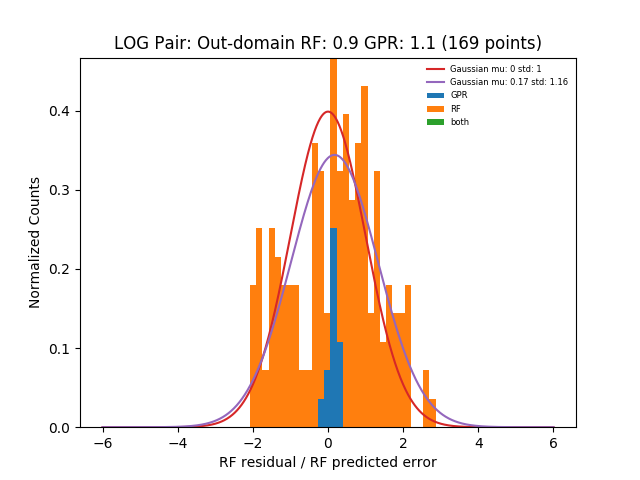 LOG Pair: Out-domain RF: 0.9 GPR: 1.1 (169 points)
Gaussian mu: 0 std: 1
Gaussian mu: 0.17 std: 1.16
GPR
RF
both
Normalized Counts
0.4
0.3
0.2
0.1
0.0
−6 −4 −2 0 2 4 6
RF residual / RF predicted error